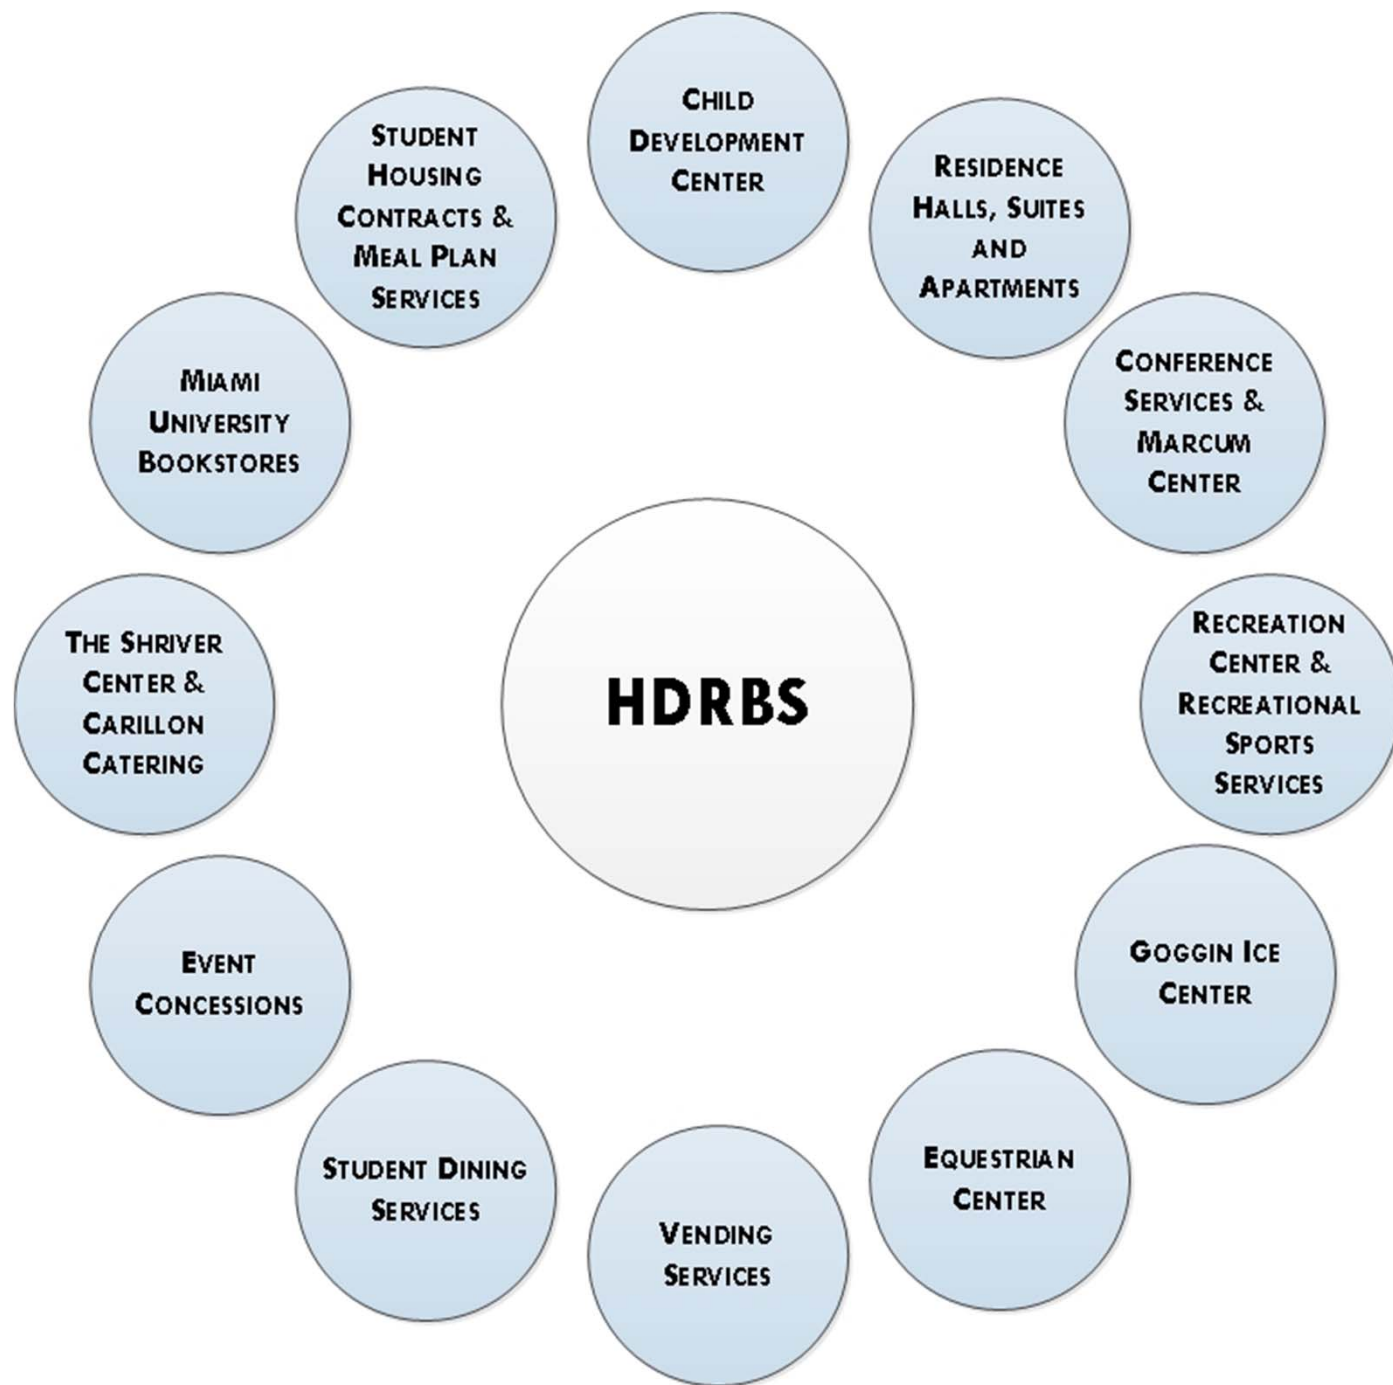 CHILD
DEVELOPMENT
CENTER
RESIDENCE
HALLS, SUITES
AND
APARTMENTS
CONFERENCE
SERVICES &
MARCUM
CENTER
RECREATION
CENTER &
RECREATIONAL
SPORTS
SERVICES
GOGGIN ICE
CENTER
EQUESTRIAN
CENTER
VENDING
SERVICES
STUDENT DINING
SERVICES
EVENT
CONCESSIONS
THE SHRIVER
CENTER &
CARILLON
CATERING
MIAMI
UNIVERSITY
BOOKSTORES
STUDENT
HOUSING
CONTRACTS &
MEAL PLAN
SERVICES
HDRBS